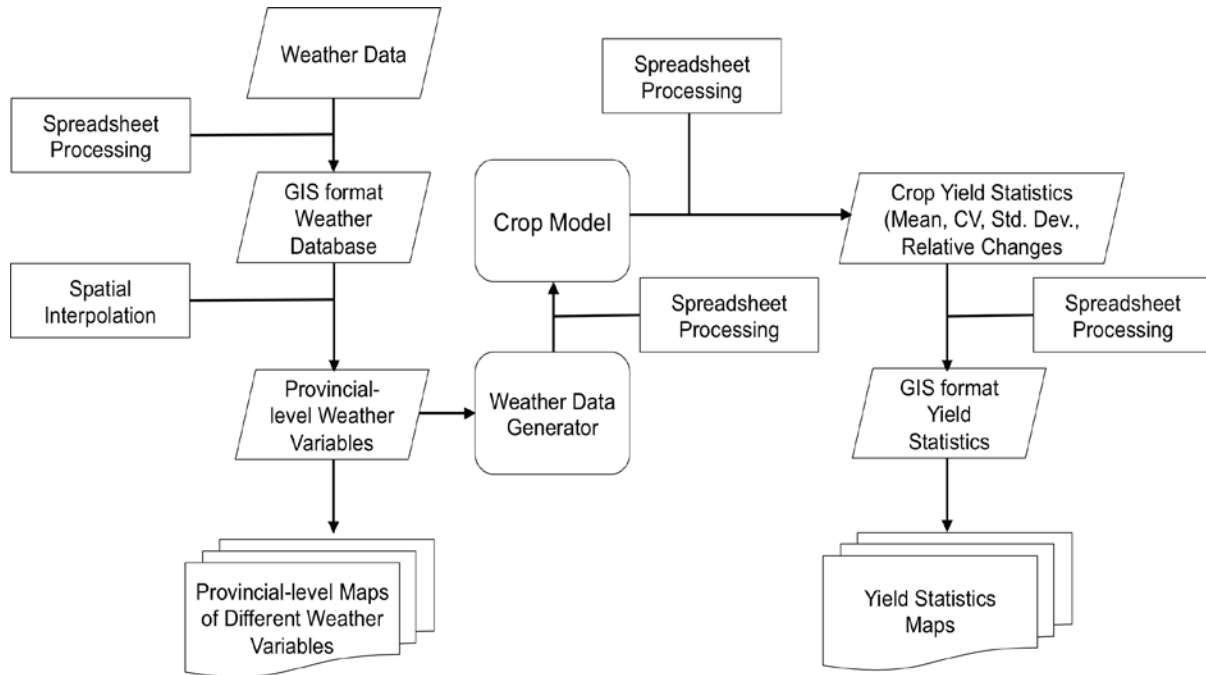 Weather Data
Spreadsheet
Processing
GIS format
Weather
Database
Spatial
Interpolation
Provincial-
level Weather
Variables
Provincial-level Maps
of Different Weather
Variables
Weather Data
Generator
Spreadsheet
Processing
Crop Model
Spreadsheet
Processing
Crop Yield Statistics
(Mean, CV, Std. Dev.,
Relative Changes
Spreadsheet
Processing
GIS format
Yield
Statistics
Yield Statistics
Maps